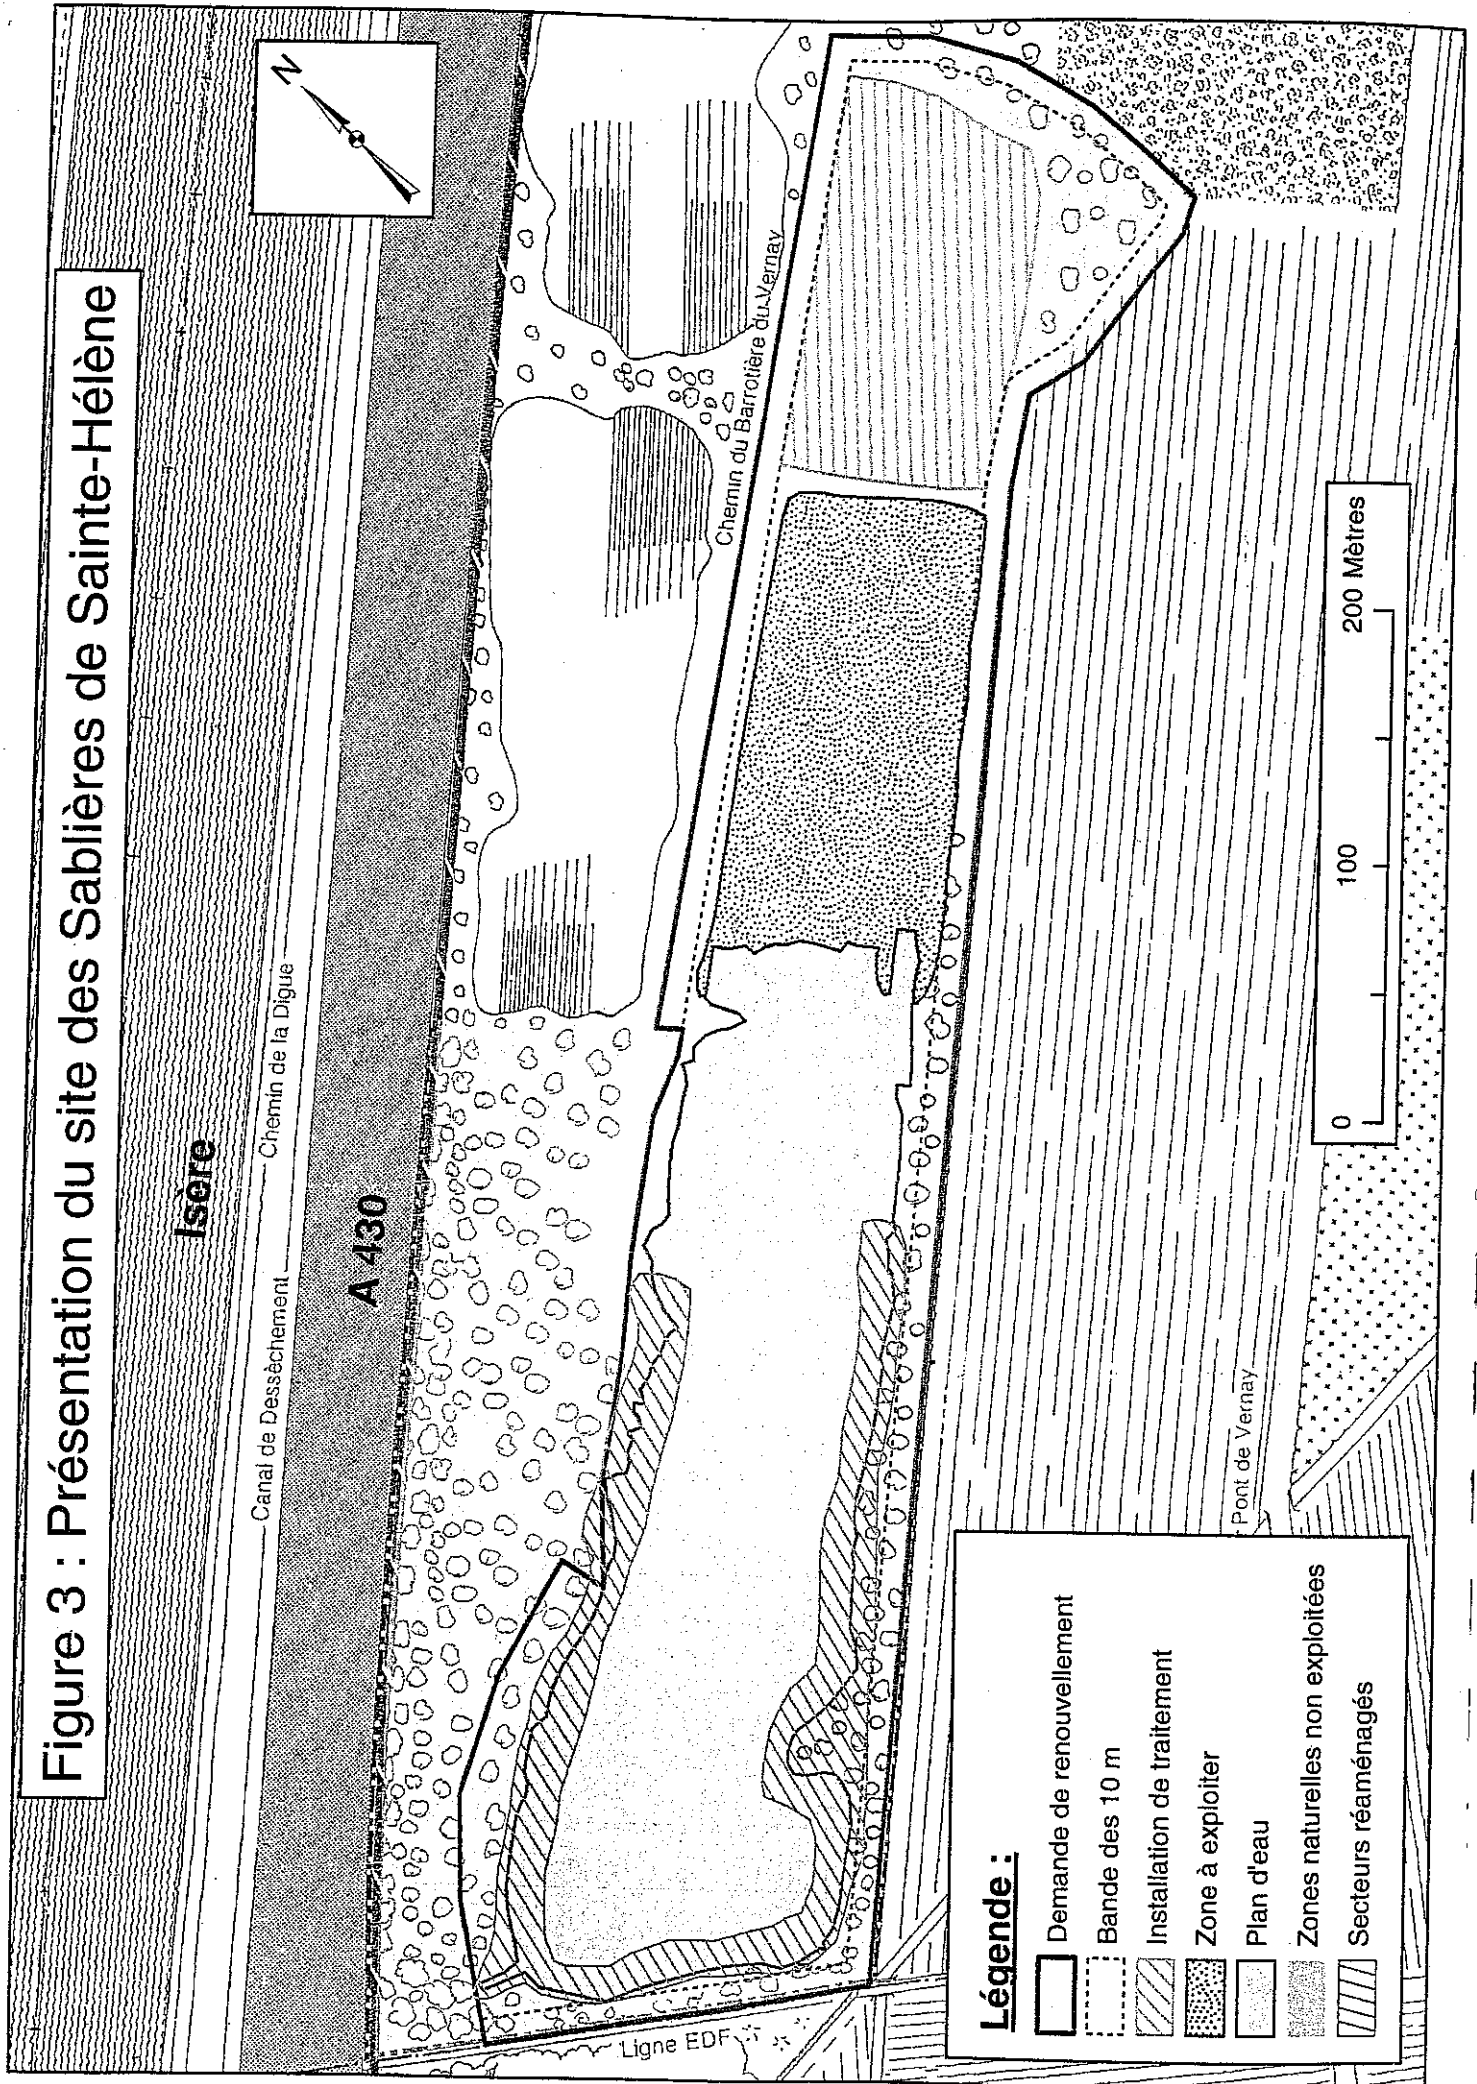 Figure 3 : Présentation du site des Sablières de Sainte-Hélène
N
Isère
Canal de Dessèchement
Chemin de la Digue
A 430
Chemin du Barrotière du Vernay
Ligne EDF
Pont de Vernay
0
100
200 Mètres
Légende :
Demande de renouvellement
Bande des 10 m
Installation de traitement
Zone à exploiter
Plan d'eau
Zones naturelles non exploitées
Secteurs réaménagés